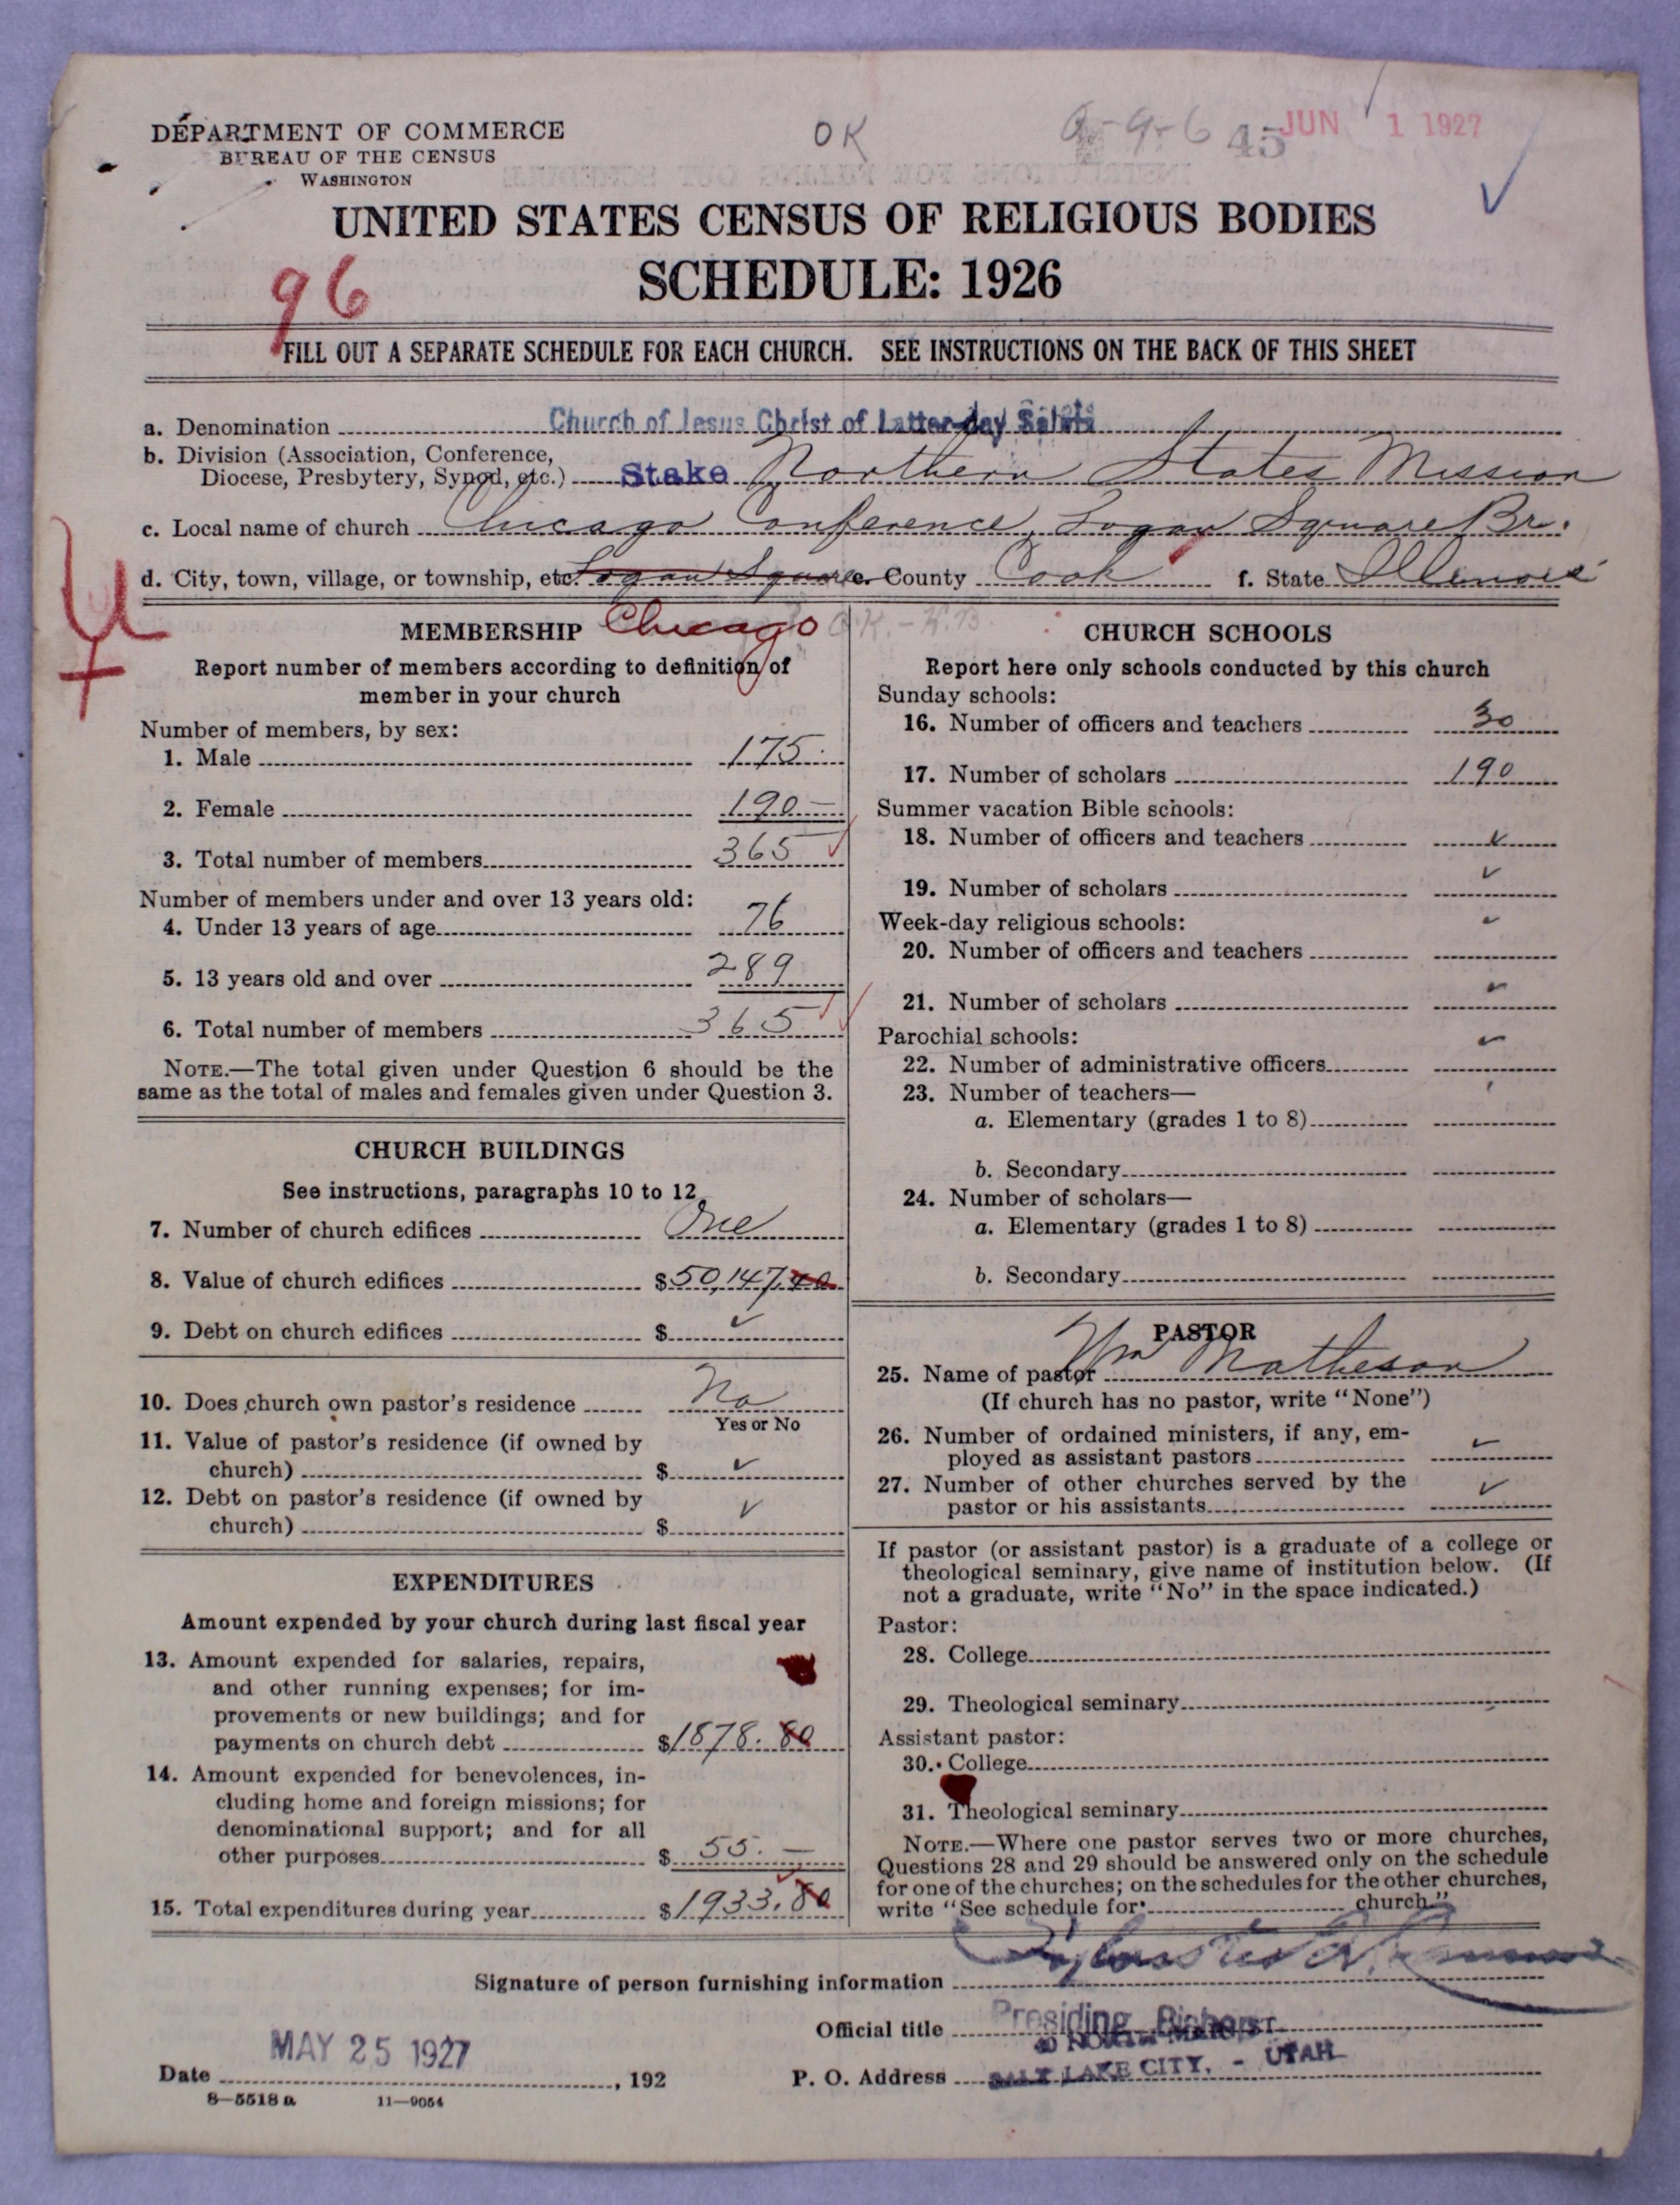 DEPARTMENT OF COMMERCE
BUREAU OF THE CENSUS
WASHINGTON
OK
45
JUN 1 1927
UNITED STATES CENSUS OF RELIGIOUS BODIES
SCHEDULE: 1926
96
FILL OUT A SEPARATE SCHEDULE FOR EACH CHURCH. SEE INSTRUCTIONS ON THE BACK OF THIS SHEET
a. Denomination Church of Jesus Christ of Latter-day Saints
b. Division (Association, Conference,
Diocese, Presbytery, Synod, etc.) Stake Northern States Mission
c. Local name of church Chicago Conference, Logan Square Br.
d. City, town, village, or township, etc. Logan Square e. County Cook f. State Illinois
MEMBERSHIP Chicago
Report number of members according to definition of
member in your church
Number of members, by sex:
1. Male 175
2. Female 190
3. Total number of members 365
Number of members under and over 13 years old:
4. Under 13 years of age 76
5. 13 years old and over 289
6. Total number of members 365
NOTE.—The total given under Question 6 should be the
same as the total of males and females given under Question 3.
CHURCH BUILDINGS
See instructions, paragraphs 10 to 12
7. Number of church edifices One
8. Value of church edifices $50,147.40
9. Debt on church edifices $
10. Does church own pastor's residence No
Yes or No
11. Value of pastor's residence (if owned by
church) $
12. Debt on pastor's residence (if owned by
church) $
EXPENDITURES
Amount expended by your church during last fiscal year
13. Amount expended for salaries, repairs,
and other running expenses; for im-
provements or new buildings; and for
payments on church debt $1878.80
14. Amount expended for benevolences, in-
cluding home and foreign missions; for
denominational support; and for all
other purposes $55.—
15. Total expenditures during year $1933.80
CHURCH SCHOOLS
Report here only schools conducted by this church
Sunday schools:
16. Number of officers and teachers 30
17. Number of scholars 190
Summer vacation Bible schools:
18. Number of officers and teachers
19. Number of scholars
Week-day religious schools:
20. Number of officers and teachers
21. Number of scholars
Parochial schools:
22. Number of administrative officers
23. Number of teachers—
a. Elementary (grades 1 to 8)
b. Secondary
24. Number of scholars—
a. Elementary (grades 1 to 8)
b. Secondary
PASTOR
25. Name of pastor Wm Matheson
(If church has no pastor, write "None")
26. Number of ordained ministers, if any, em-
ployed as assistant pastors
27. Number of other churches served by the
pastor or his assistants
If pastor (or assistant pastor) is a graduate of a college or
theological seminary, give name of institution below. (If
not a graduate, write "No" in the space indicated.)
Pastor:
28. College
29. Theological seminary
Assistant pastor:
30. College
31. Theological seminary
NOTE.—Where one pastor serves two or more churches,
Questions 28 and 29 should be answered only on the schedule
for one of the churches; on the schedules for the other churches,
write "See schedule for church."
Signature of person furnishing information
Official title Presiding Bishop
P. O. Address SALT LAKE CITY, - UTAH
MAY 25 1927
Date , 192
8—5518 a 11—9054